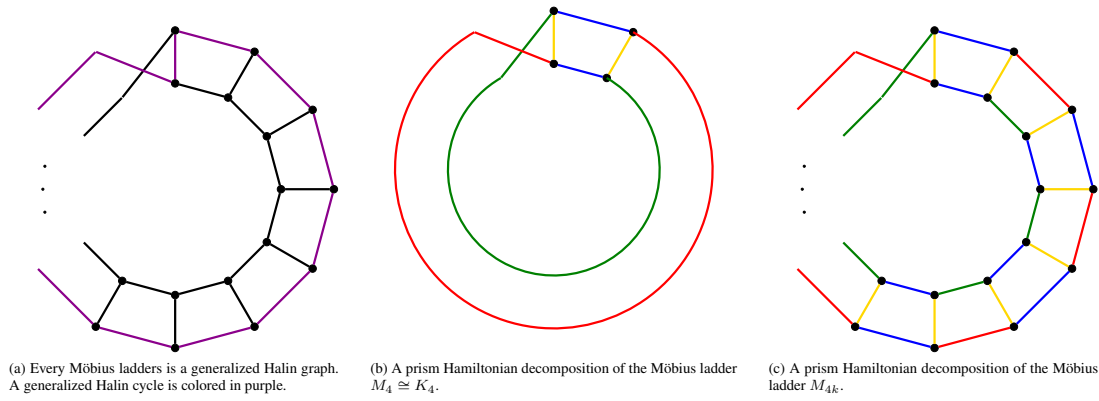 (a) Every Möbius ladders is a generalized Halin graph.
A generalized Halin cycle is colored in purple.
(b) A prism Hamiltonian decomposition of the Möbius ladder
M₄ ≅ K₄.
(c) A prism Hamiltonian decomposition of the Möbius
ladder M₄ₖ.